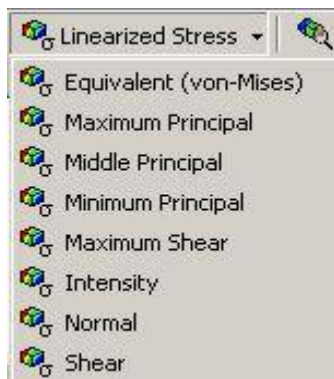 Linearized Stress
Equivalent (von-Mises)
Maximum Principal
Middle Principal
Minimum Principal
Maximum Shear
Intensity
Normal
Shear